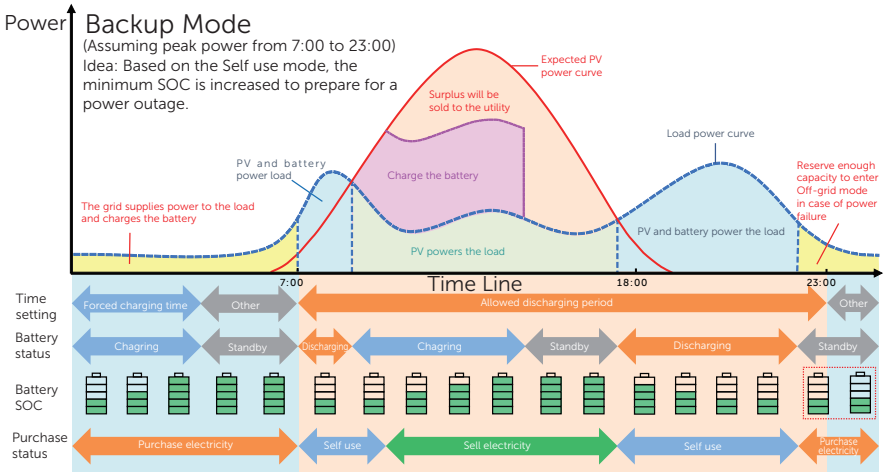 Power
Backup Mode
(Assuming peak power from 7:00 to 23:00)
Idea: Based on the Self use mode, the
minimum SOC is increased to prepare for a
power outage.
Expected PV
power curve
Surplus will be
sold to the utility
Load power curve
PV and battery
power load
Charge the battery
Reserve enough
capacity to enter
Off-grid mode
in case of power
failure
The grid supplies power to the load
and charges the battery
PV powers the load
PV and battery power the load
7:00
Time Line
18:00
23:00
Time
setting
Forced charging time
Other
Allowed discharging period
Other
Battery
status
Chagring
Standby
Discharging
Chagring
Standby
Discharging
Standby
Battery
SOC
Purchase
status
Purchase electricity
Self use
Sell electricity
Self use
Purchase
electricity